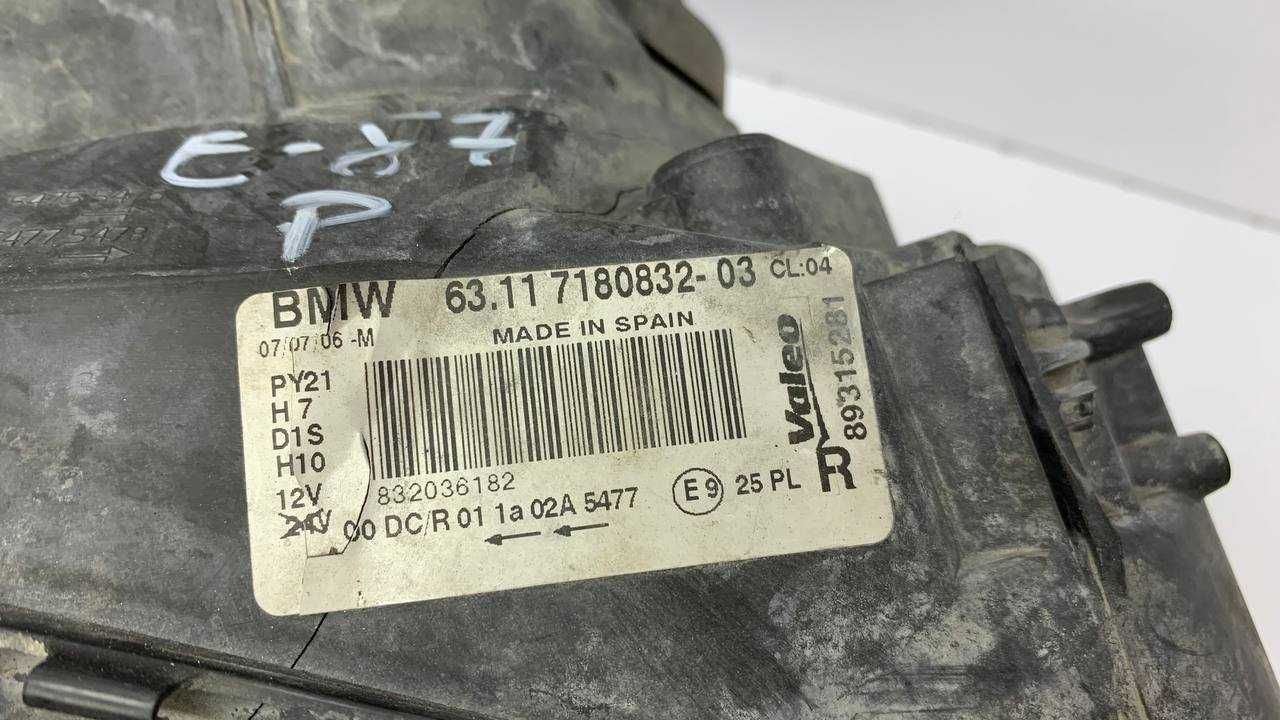 E-87
P
BMW 63.11 7180832-03 CL:04
07/07/06 -M MADE IN SPAIN
PY21
H7
D1S
H10
12V
24V
832036182
00 DC/R 01 1a 02A 5477 E9 25 PL R
Valeo
89315281